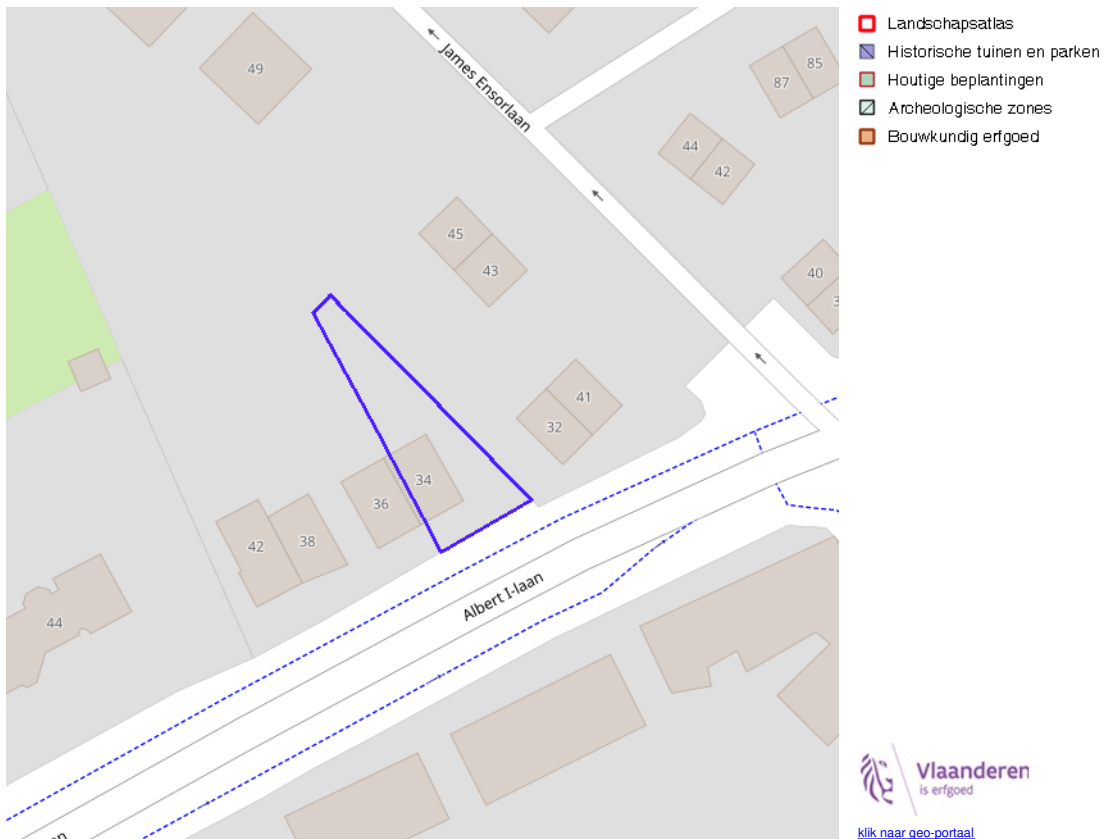 Landschapsatlas
Historische tuinen en parken
Houtige beplantingen
Archeologische zones
Bouwkundig erfgoed
49
James Ensorlaan
85
87
44
42
45
43
40
41
32
34
36
42
38
44
Albert I-laan
Vlaanderen
is erfgoed
klik naar geo-portaal